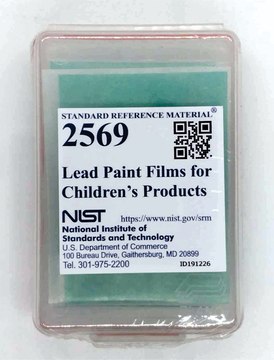 STANDARD REFERENCE MATERIAL®
2569
Lead Paint Films for
Children's Products
NIST https://www.nist.gov/srm
National Institute of
Standards and Technology
U.S. Department of Commerce
100 Bureau Drive, Gaithersburg, MD 20899
Tel. 301-975-2200 ID191226